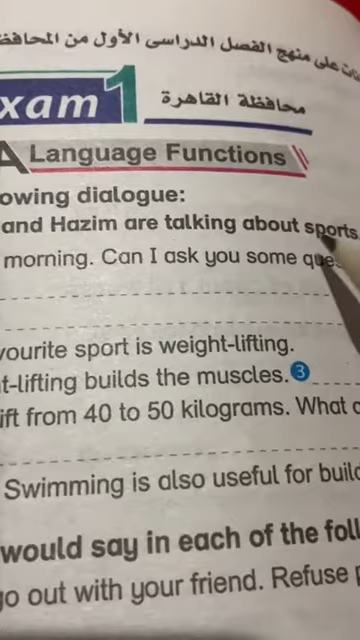 على منهج الفصل الدراسى الأول من المحافظ
xam 1
محافظة القاهرة
A Language Functions
owing dialogue:
and Hazim are talking about sports
morning. Can I ask you some que
vourite sport is weight-lifting.
t-lifting builds the muscles. 3
ift from 40 to 50 kilograms. What
Swimming is also useful for build
would say in each of the foll
go out with your friend. Refuse